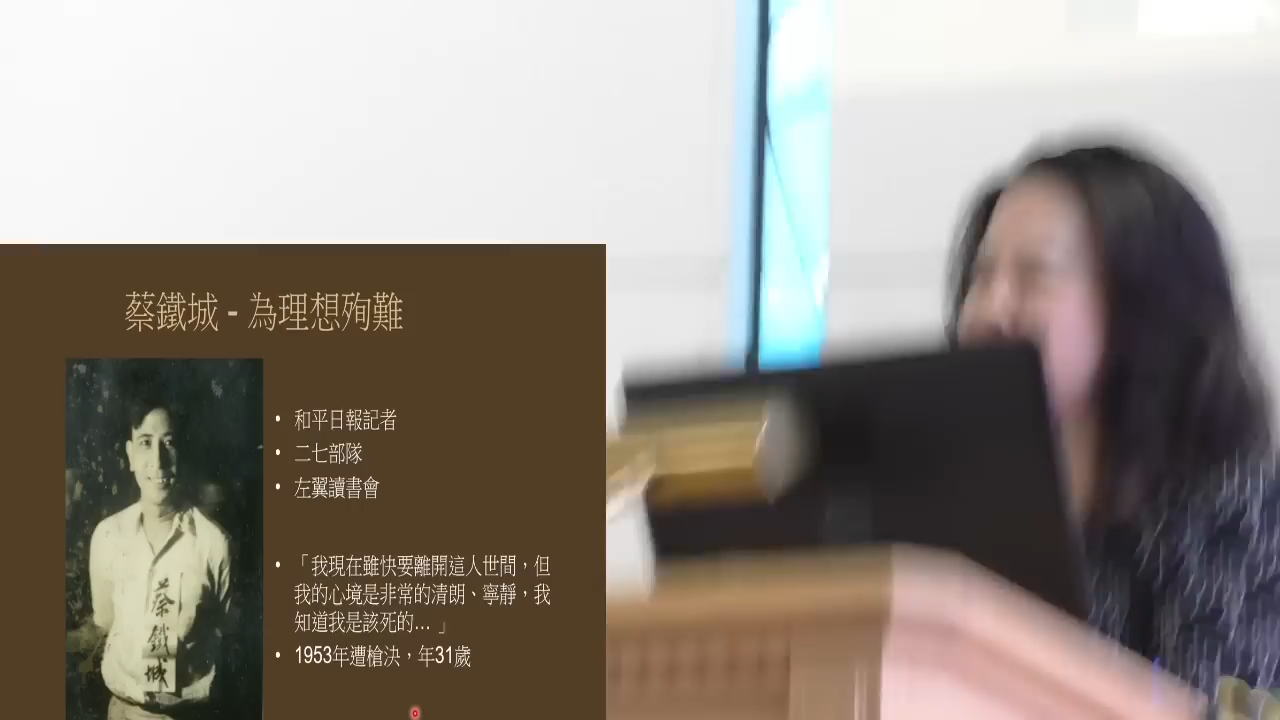 蔡鐵城 - 為理想殉難
• 和平日報記者
• 二七部隊
• 左翼讀書會
• 「我現在雖快要離開這人世間，但
我的心境是非常的清朗、寧靜，我
知道我是該死的... 」
• 1953年遭槍決，年31歲
蔡
鐵
城